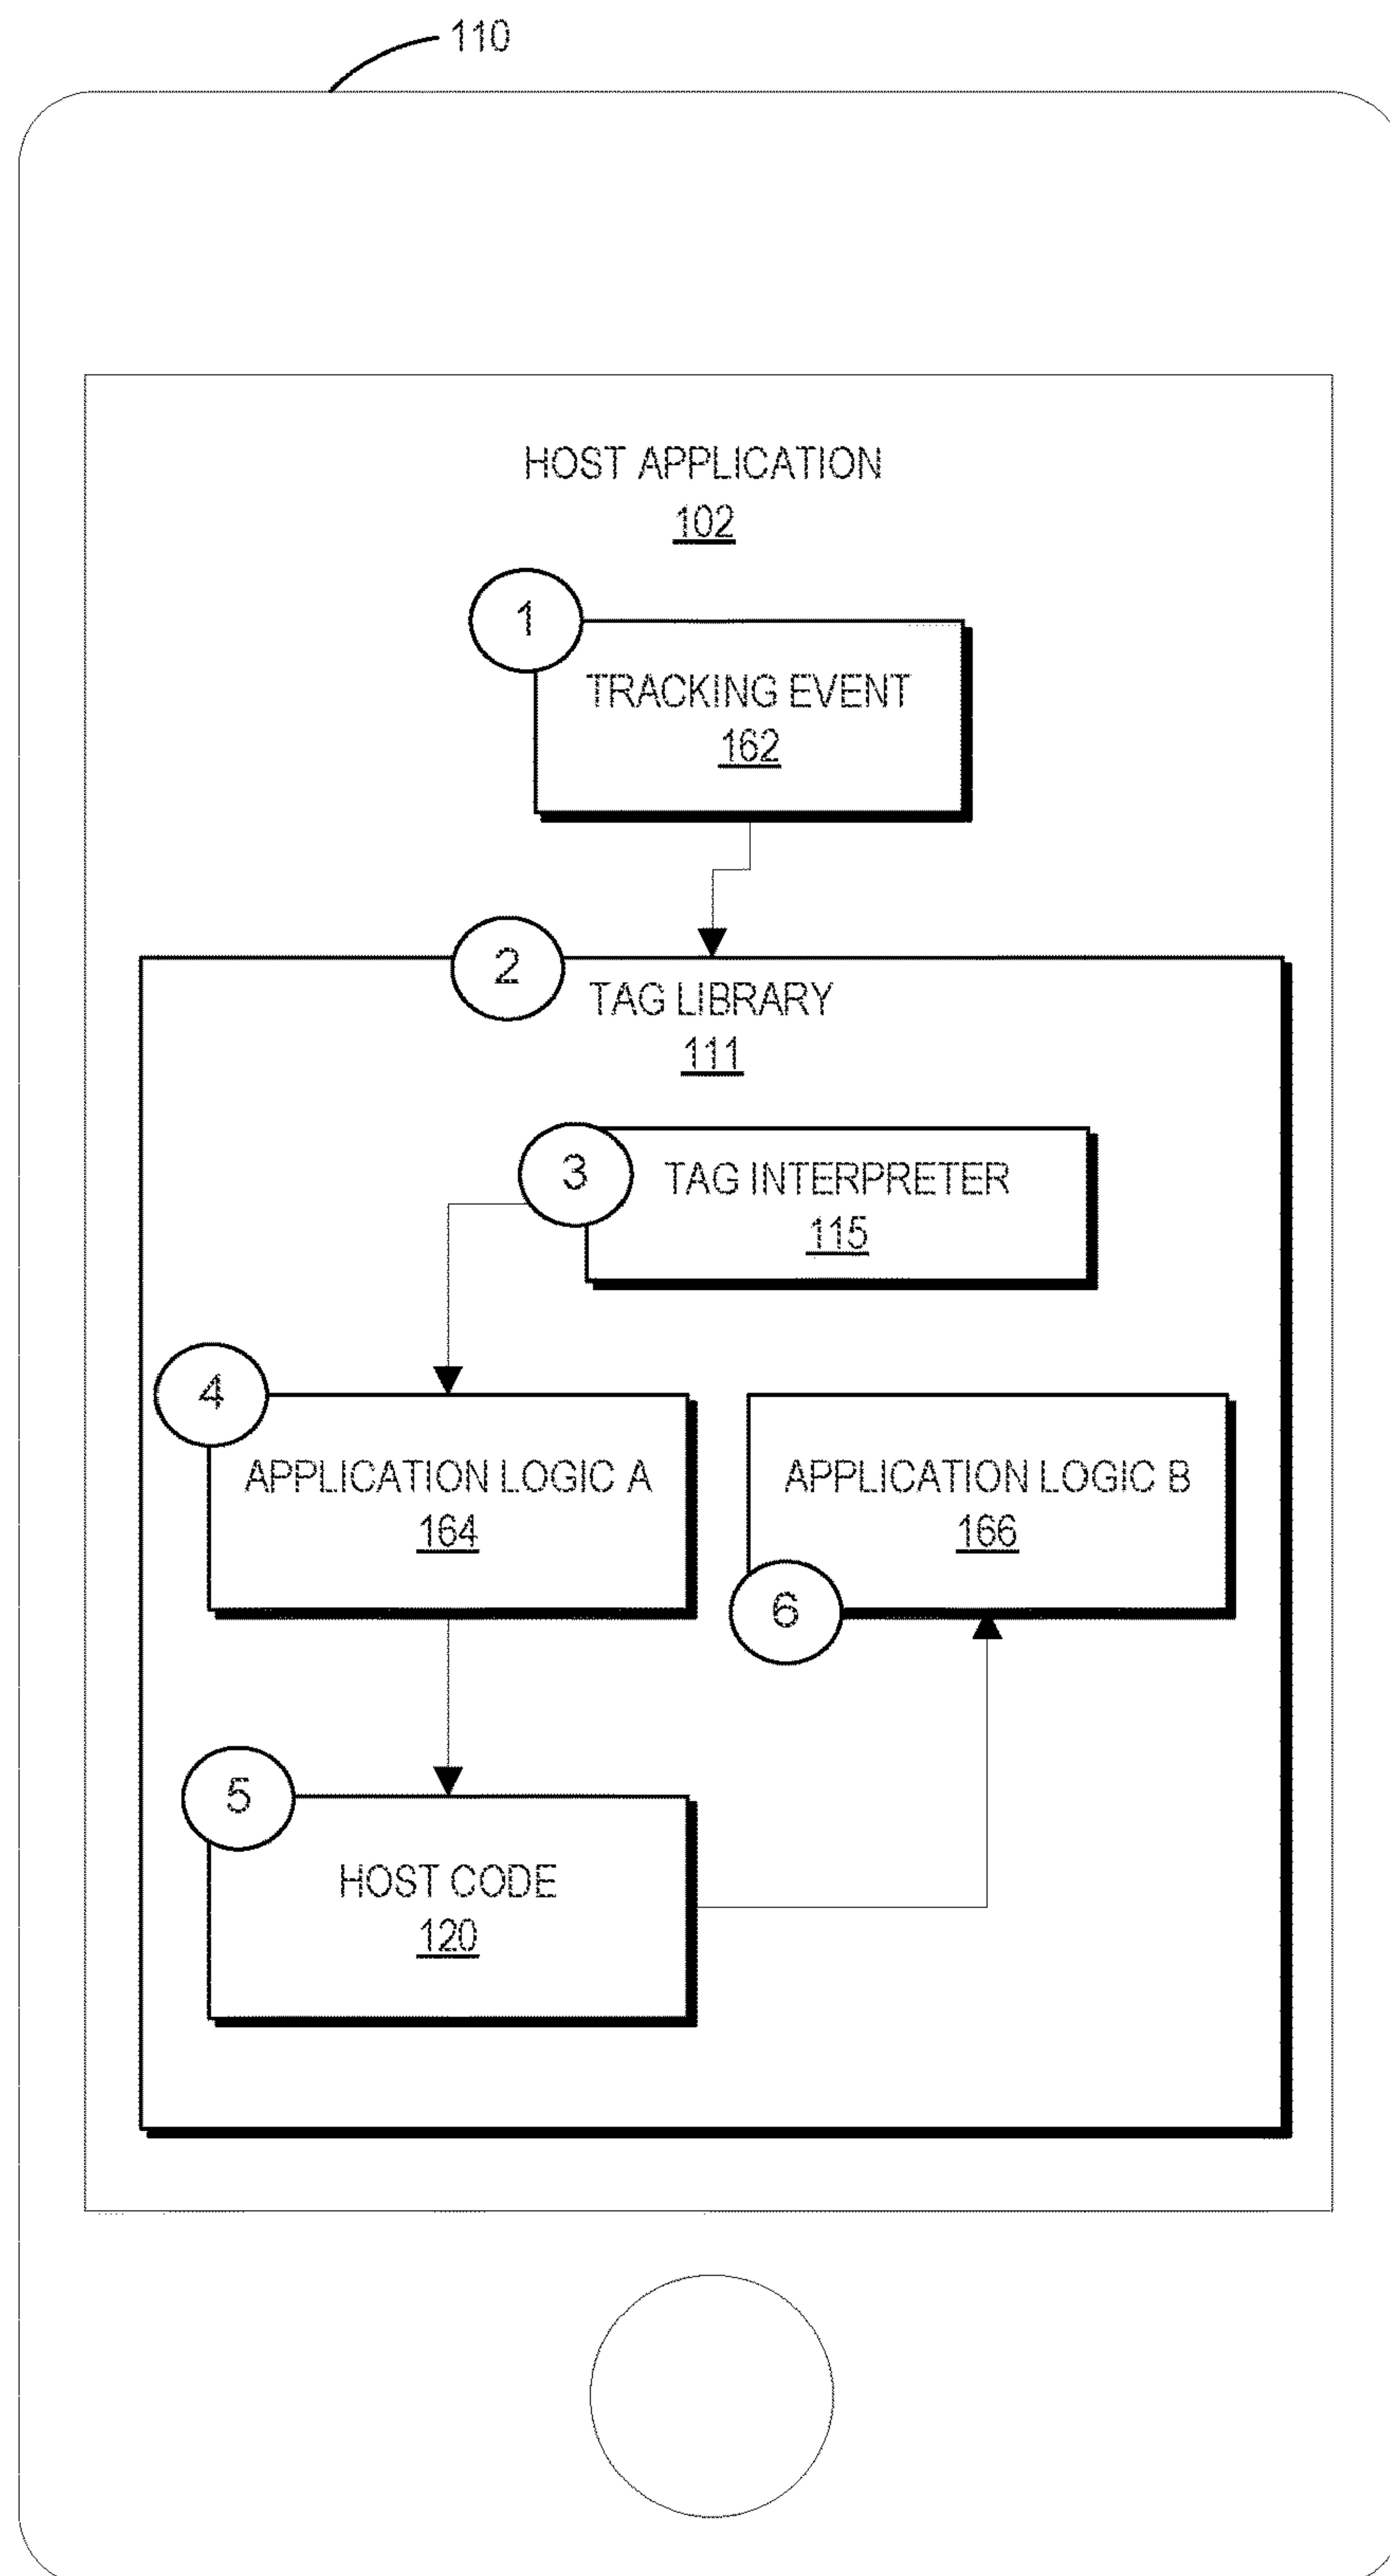 110
HOST APPLICATION
102
1
TRACKING EVENT
162
2
TAG LIBRARY
111
3
TAG INTERPRETER
115
4
APPLICATION LOGIC A
164
APPLICATION LOGIC B
166
6
5
HOST CODE
120